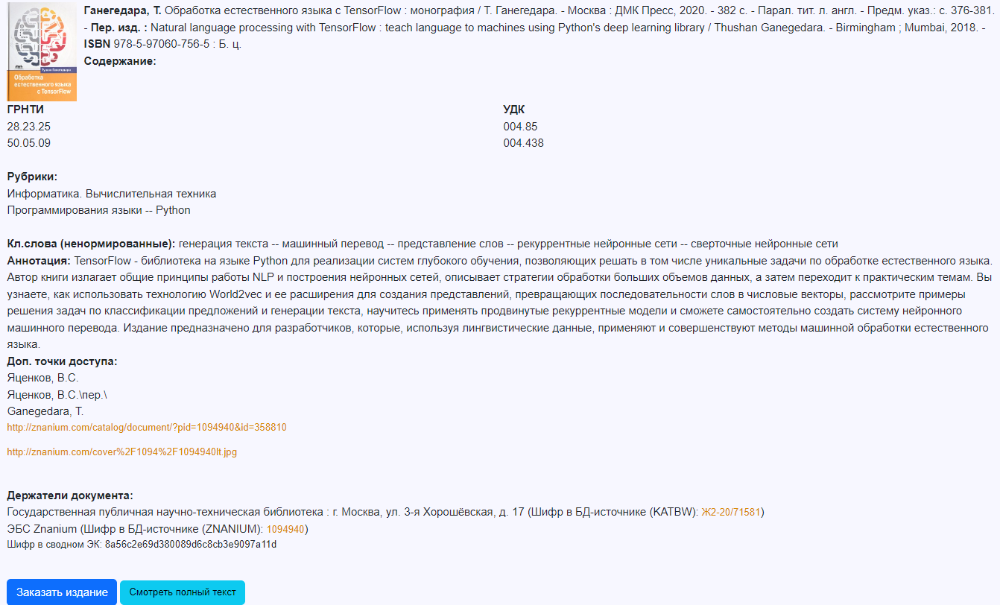 Ганегедара, Т. Обработка естественного языка с TensorFlow : монография / Т. Ганегедара. - Москва : ДМК Пресс, 2020. - 382 с. - Парал. тит. л. англ. - Предм. указ.: с. 376-381.
- Пер. изд. : Natural language processing with TensorFlow : teach language to machines using Python's deep learning library / Thushan Ganegedara. - Birmingham ; Mumbai, 2018. -
ISBN 978-5-97060-756-5 : Б. ц.
Содержание:
Тушан Ганегедара
Обработка
естественного языка
с TensorFlow
ГРНТИ
УДК
28.23.25
004.85
50.05.09
004.438
Рубрики:
Информатика. Вычислительная техника
Программирования языки -- Python
Кл.слова (ненормированные): генерация текста -- машинный перевод -- представление слов -- рекуррентные нейронные сети -- сверточные нейронные сети
Аннотация: TensorFlow - библиотека на языке Python для реализации систем глубокого обучения, позволяющих решать в том числе уникальные задачи по обработке естественного языка.
Автор книги излагает общие принципы работы NLP и построения нейронных сетей, описывает стратегии обработки больших объемов данных, а затем переходит к практическим темам. Вы
узнаете, как использовать технологию World2vec и ее расширения для создания представлений, превращающих последовательности слов в числовые векторы, рассмотрите примеры
решения задач по классификации предложений и генерации текста, научитесь применять продвинутые рекуррентные модели и сможете самостоятельно создать систему нейронного
машинного перевода. Издание предназначено для разработчиков, которые, используя лингвистические данные, применяют и совершенствуют методы машинной обработки естественного
языка.
Доп. точки доступа:
Яценков, В.С.
Яценков, В.С.\пер.\
Ganegedara, T.
http://znanium.com/catalog/document/?pid=1094940&id=358810
http://znanium.com/cover%2F1094%2F1094940lt.jpg
Держатели документа:
Государственная публичная научно-техническая библиотека : г. Москва, ул. 3-я Хорошёвская, д. 17 (Шифр в БД-источнике (KATBW): Ж2-20/71581)
ЭБС Znanium (Шифр в БД-источнике (ZNANIUM): 1094940)
Шифр в сводном ЭК: 8a56c2e69d380089d6c8cb3e9097a11d
Заказать издание
Смотреть полный текст